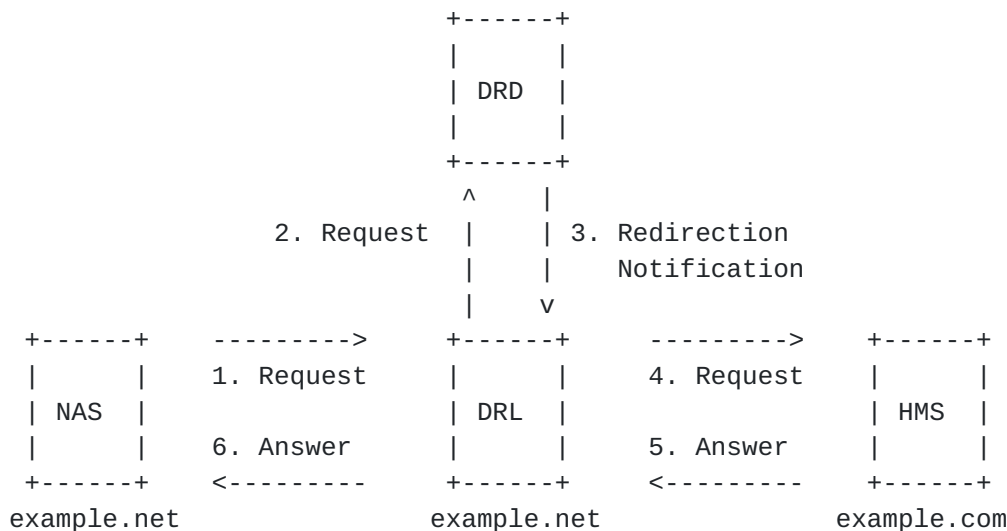 DRD
2. Request 3. Redirection
Notification
1. Request 4. Request
NAS DRL HMS
6. Answer 5. Answer
example.net example.net example.com